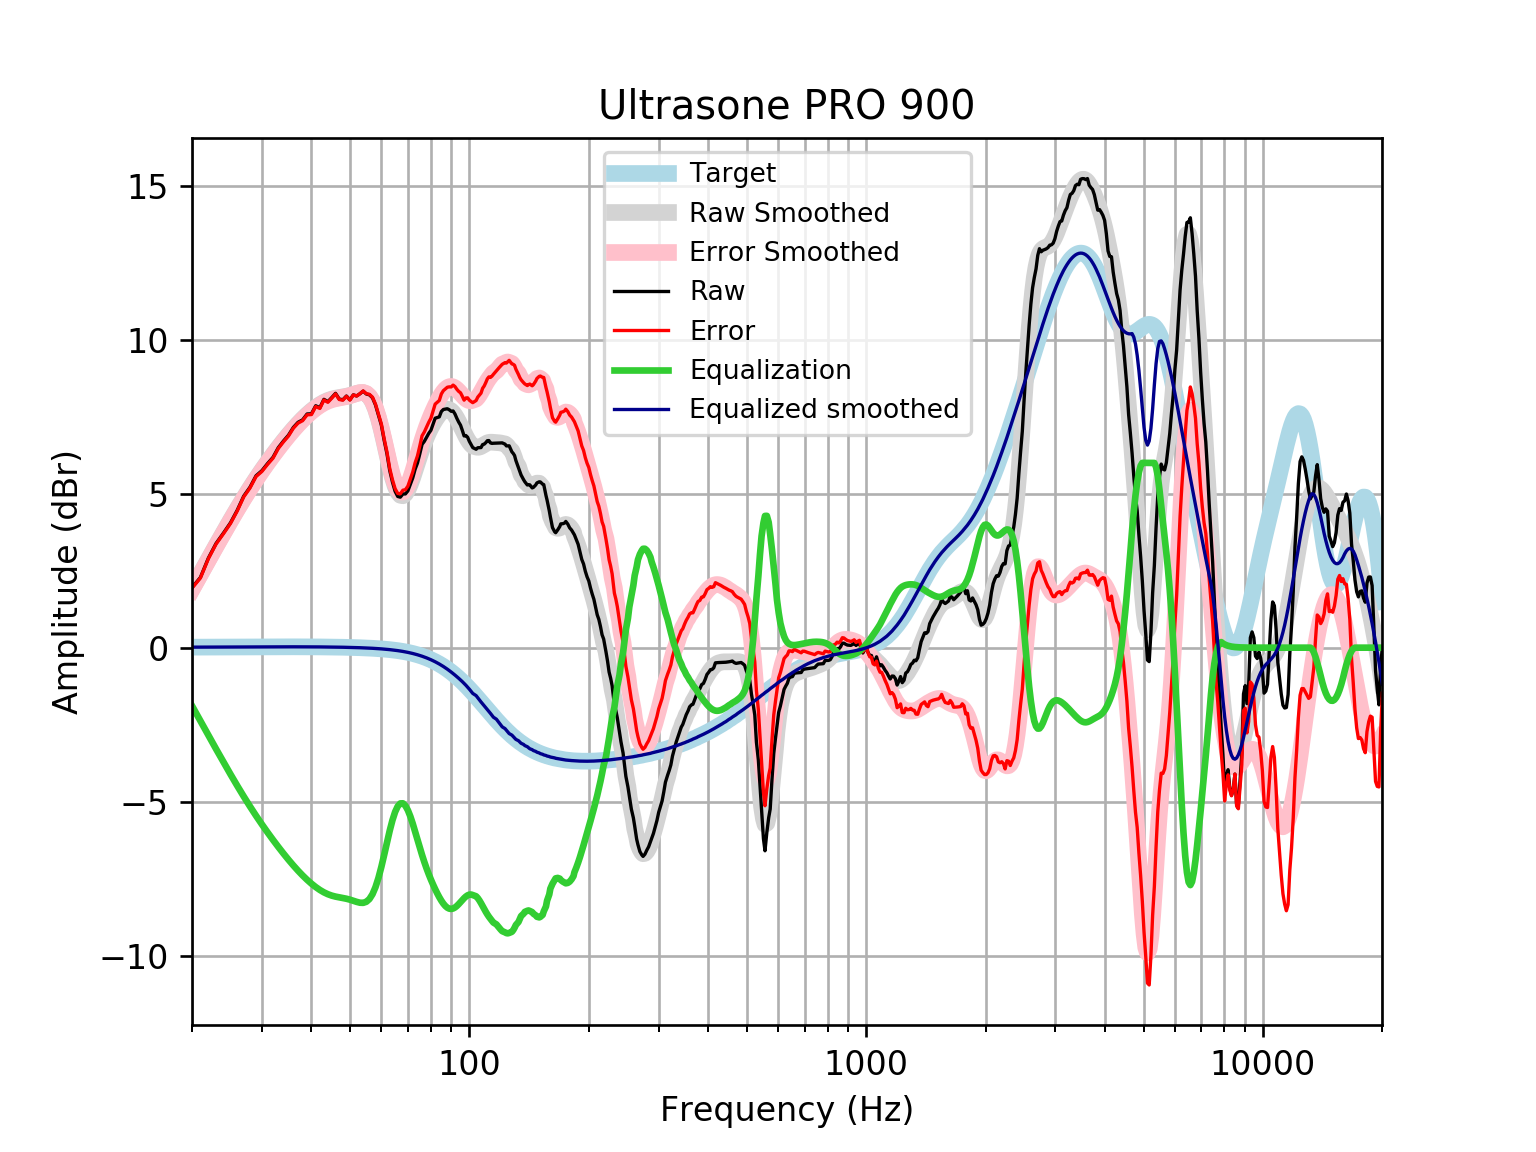 Ultrasone PRO 900
Target
Raw Smoothed
Error Smoothed
Raw
Error
Equalization
Equalized smoothed
15
10
5
0
−5
−10
Amplitude (dBr)
100
1000
10000
Frequency (Hz)